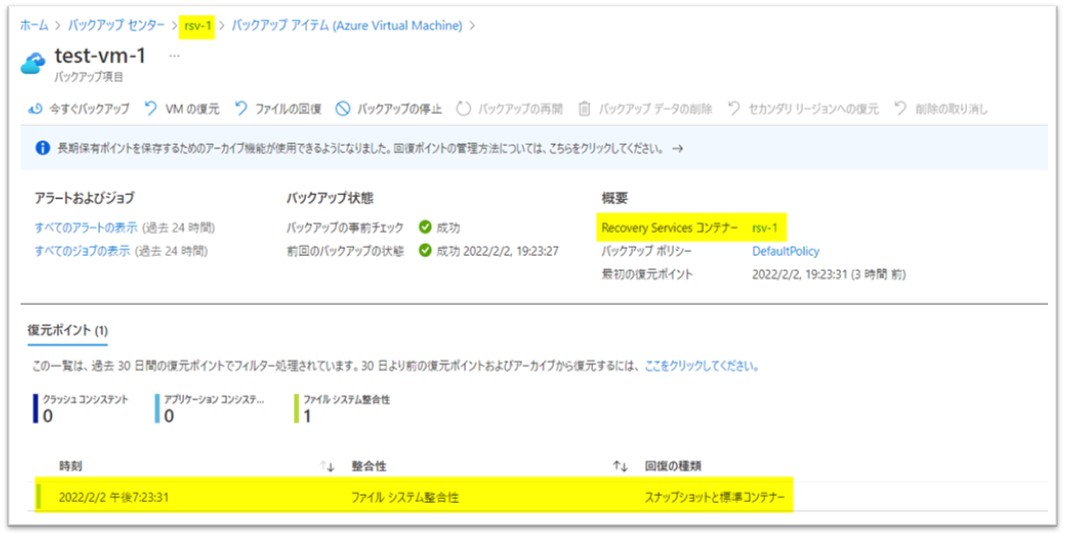 ホーム > バックアップ センター > rsv-1 > バックアップ アイテム (Azure Virtual Machine) >
test-vm-1 ...
バックアップ項目
今すぐバックアップ VM の復元 ファイルの回復 バックアップの停止 バックアップの再開 バックアップ データの削除 セカンダリ リージョンへの復元 削除の取り消し
長期保有ポイントを保存するためのアーカイブ機能が使用できるようになりました。回復ポイントの管理方法については、こちらをクリックしてください。 →
アラートおよびジョブ バックアップ状態 概要
すべてのアラートの表示 (過去 24 時間) バックアップの事前チェック 成功 Recovery Services コンテナー rsv-1
すべてのジョブの表示 (過去 24 時間) 前回のバックアップの状態 成功 2022/2/2, 19:23:27 バックアップ ポリシー DefaultPolicy
最初の復元ポイント 2022/2/2, 19:23:31 (3 時間 前)
復元ポイント (1)
この一覧は、過去 30 日間の復元ポイントでフィルター処理されています。30 日より前の復元ポイントおよびアーカイブから復元するには、ここをクリックしてください。
クラッシュ コンシステント アプリケーション コンシステ... ファイル システム整合性
0 0 1
時刻 ↑↓ 整合性 ↑↓ 回復の種類
2022/2/2 午後7:23:31 ファイル システム整合性 スナップショットと標準コンテナー